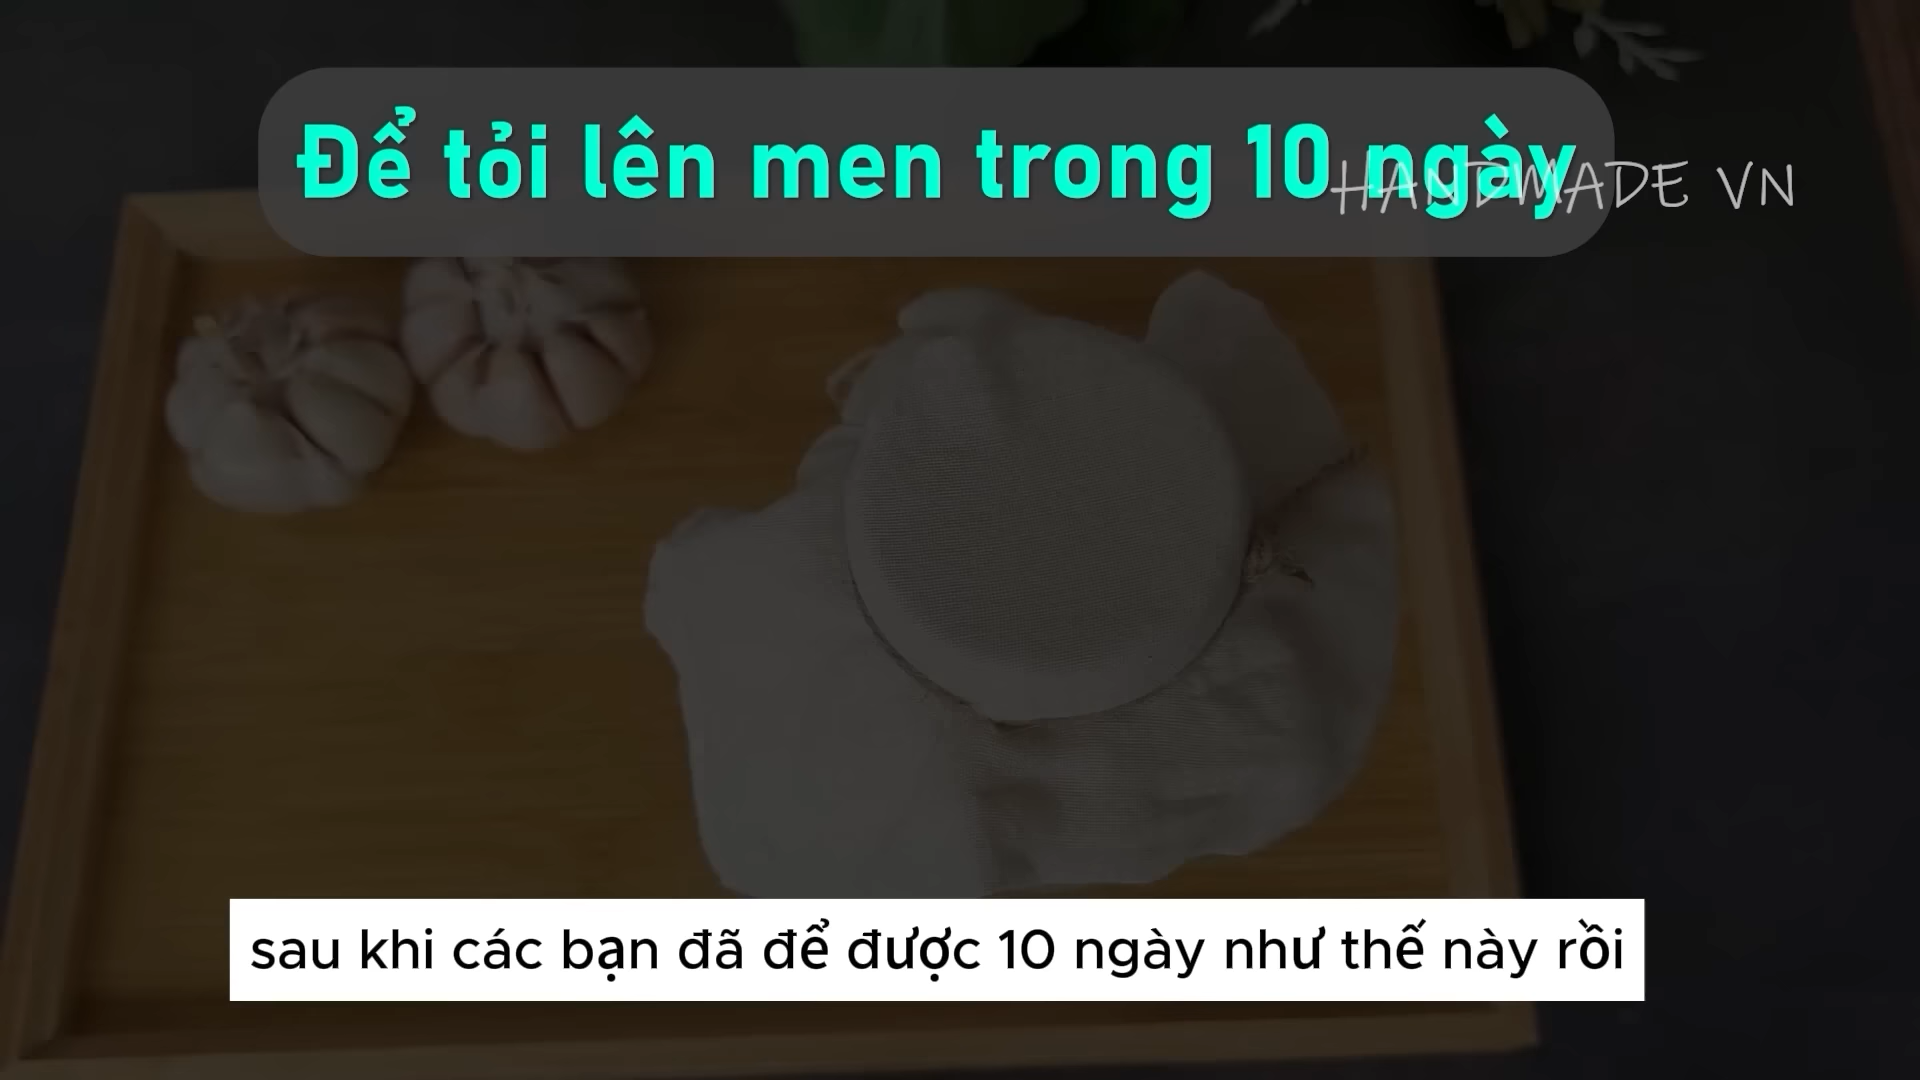 Để tỏi lên men trong 10 ngày
HANDMADE VN
sau khi các bạn đã để được 10 ngày như thế này rồi